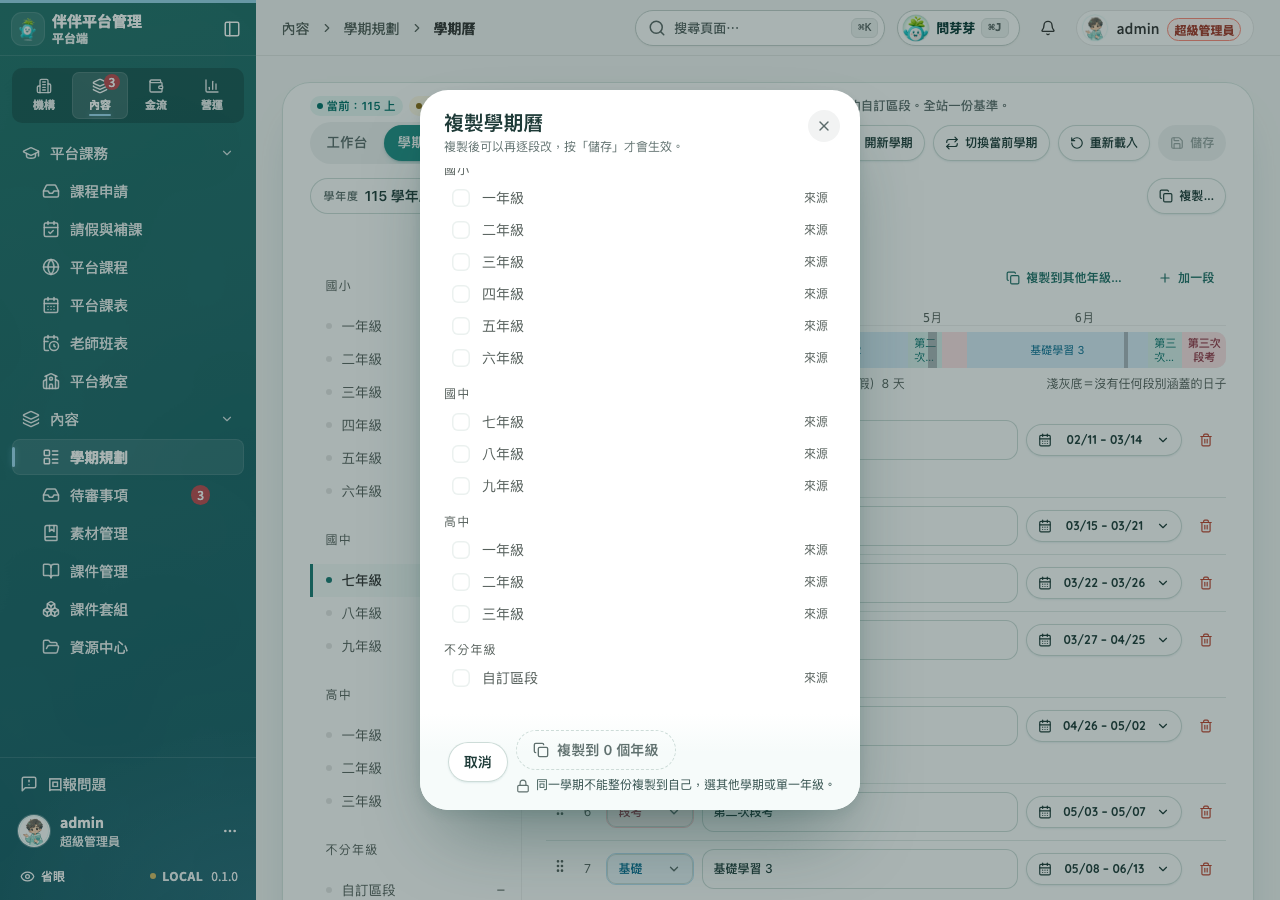 伴伴平台管理
平台端
機構
內容
3
金流
營運
平台課務
課程申請
請假與補課
平台課程
平台課表
老師班表
平台教室
內容
學期規劃
待審事項
3
素材管理
課件管理
課件套組
資源中心
回報問題
admin
超級管理員
省眼
LOCAL 0.1.0
內容
學期規劃
學期曆
搜尋頁面…
⌘K
問芽芽
⌘J
admin
超級管理員
當前：115 上
自訂區段。全站一份基準。
工作台
開新學期
切換當前學期
重新載入
儲存
學年度 115 學年
複製...
國小
一年級
二年級
三年級
四年級
五年級
六年級
國中
七年級
八年級
九年級
高中
一年級
二年級
三年級
不分年級
自訂區段
–
複製到其他年級...
加一段
5月
6月
第二
次...
基礎學習 3
第三
次...
第三次
段考
假）8 天
淺灰底＝沒有任何段別涵蓋的日子
02/11 – 03/14
03/15 – 03/21
03/22 – 03/26
03/27 – 04/25
04/26 – 05/02
6
段考
第二次段考
05/03 – 05/07
7
基礎
基礎學習 3
05/08 – 06/13
複製學期曆
複製後可以再逐段改，按「儲存」才會生效。
國小
一年級
來源
二年級
來源
三年級
來源
四年級
來源
五年級
來源
六年級
來源
國中
七年級
來源
八年級
來源
九年級
來源
高中
一年級
來源
二年級
來源
三年級
來源
不分年級
自訂區段
來源
取消
複製到 0 個年級
同一學期不能整份複製到自己，選其他學期或單一年級。